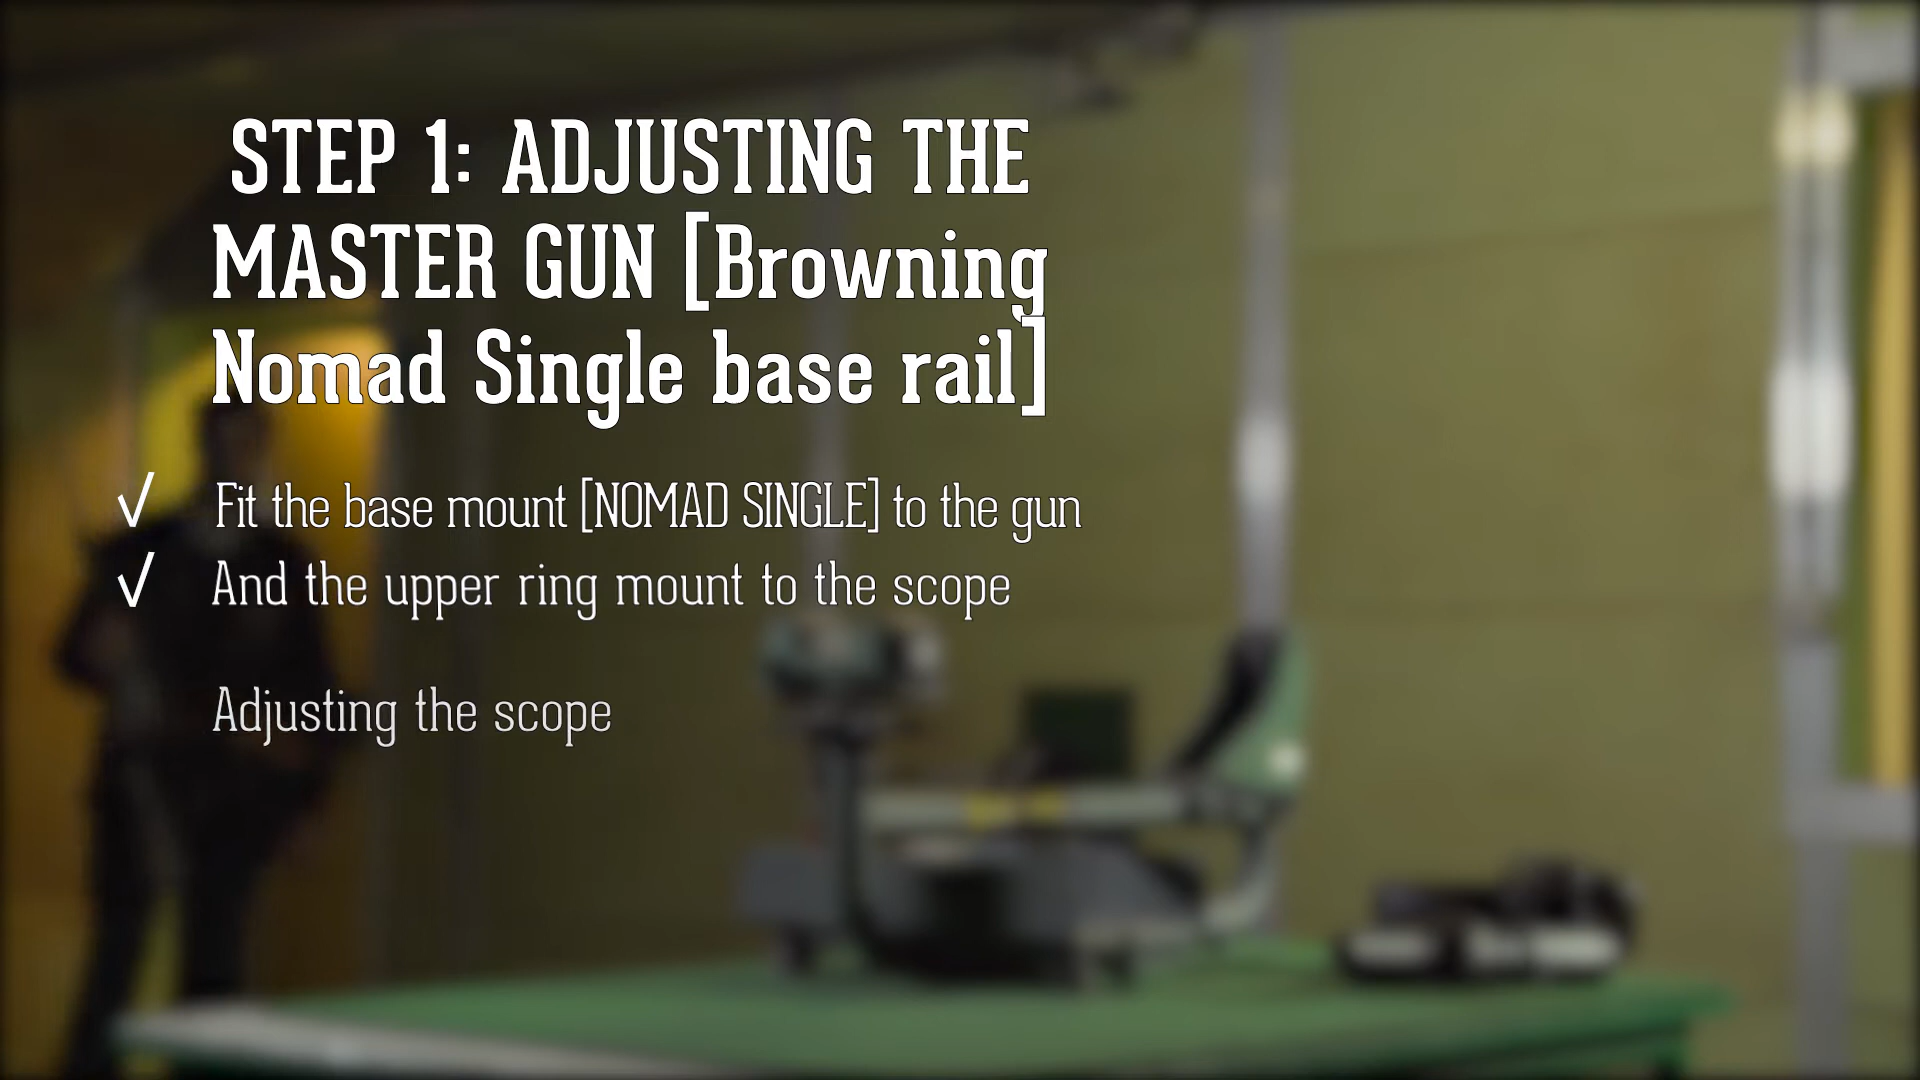 STEP 1: ADJUSTING THE
MASTER GUN [Browning
Nomad Single base rail]
√ Fit the base mount [NOMAD SINGLE] to the gun
√ And the upper ring mount to the scope
Adjusting the scope